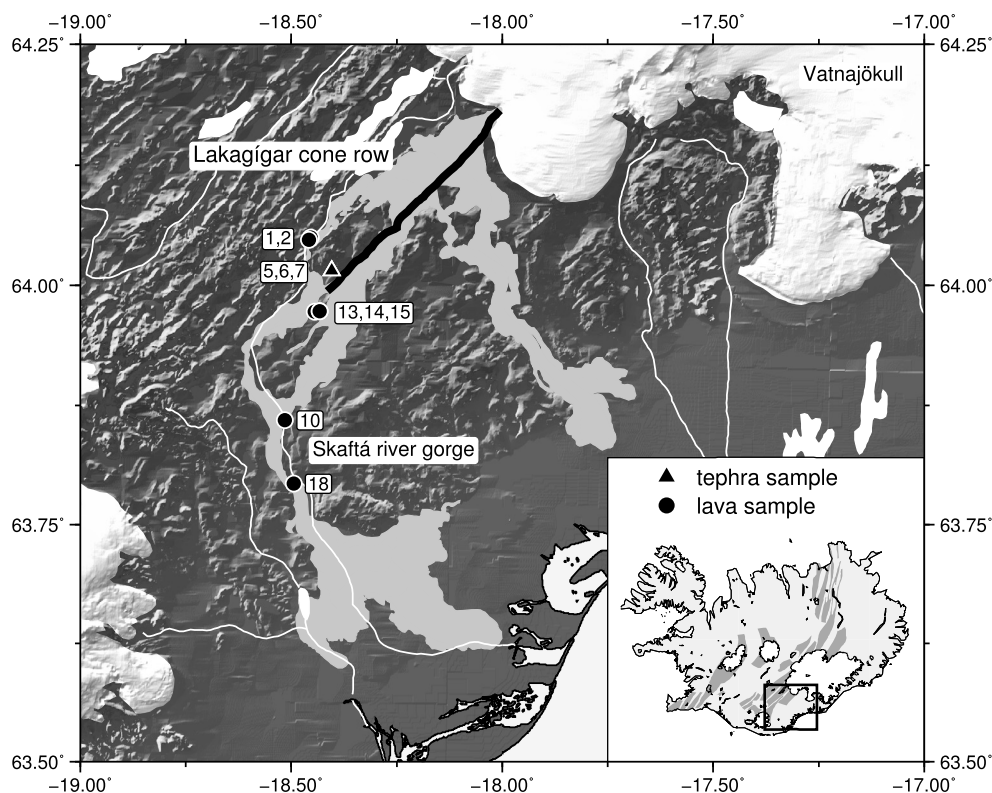 −19.00° −18.50° −18.00° −17.50° −17.00°
64.25° 64.25°
Vatnajökull
Lakagígar cone row
1,2
5,6,7
64.00° 64.00°
13,14,15
10
Skaftá river gorge
tephra sample
18
lava sample
63.75° 63.75°
63.50° 63.50°
−19.00° −18.50° −18.00° −17.50° −17.00°